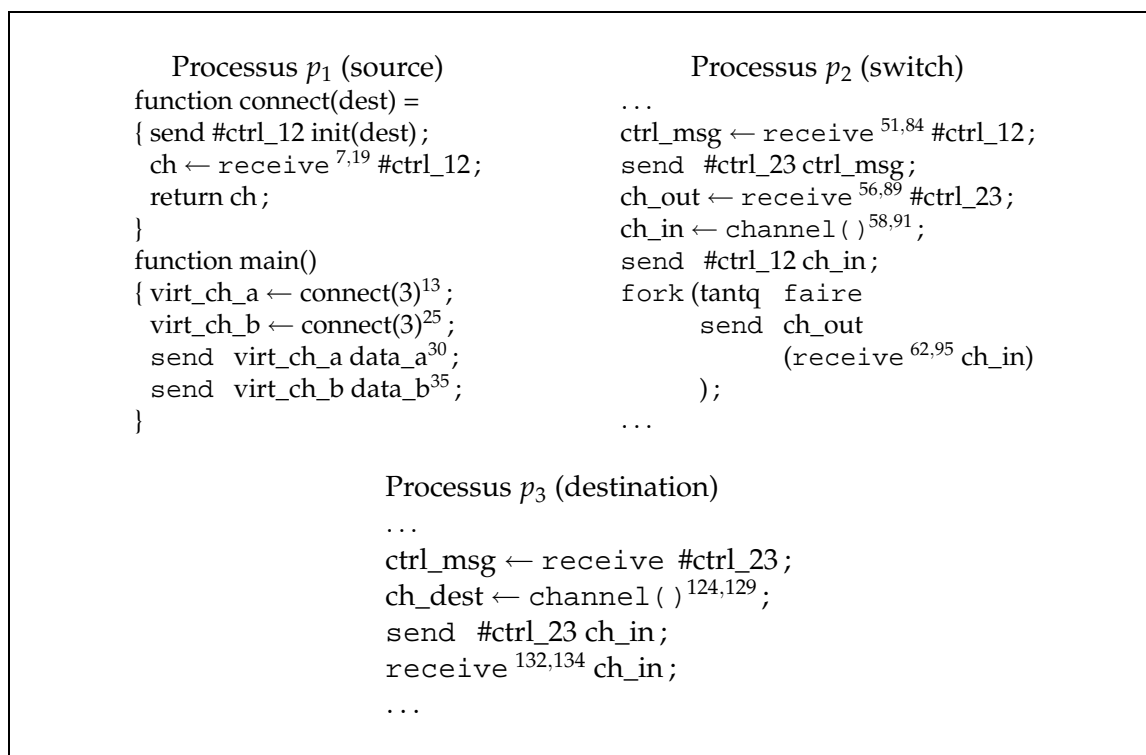 Processus p₁ (source)
function connect(dest) =
{ send #ctrl_12 init(dest) ;
ch ← receive ⁷,¹⁹ #ctrl_12 ;
return ch ;
}
function main()
{ virt_ch_a ← connect(3)¹³ ;
virt_ch_b ← connect(3)²⁵ ;
send virt_ch_a data_a³⁰ ;
send virt_ch_b data_b³⁵ ;
}
Processus p₂ (switch)
. . .
ctrl_msg ← receive ⁵¹,⁸⁴ #ctrl_12 ;
send #ctrl_23 ctrl_msg ;
ch_out ← receive ⁵⁶,⁸⁹ #ctrl_23 ;
ch_in ← channel()⁵⁸,⁹¹ ;
send #ctrl_12 ch_in ;
fork (tantq faire
send ch_out
(receive ⁶²,⁹⁵ ch_in)
) ;
. . .
Processus p₃ (destination)
. . .
ctrl_msg ← receive #ctrl_23 ;
ch_dest ← channel()¹²⁴,¹²⁹ ;
send #ctrl_23 ch_in ;
receive ¹³²,¹³⁴ ch_in ;
. . .